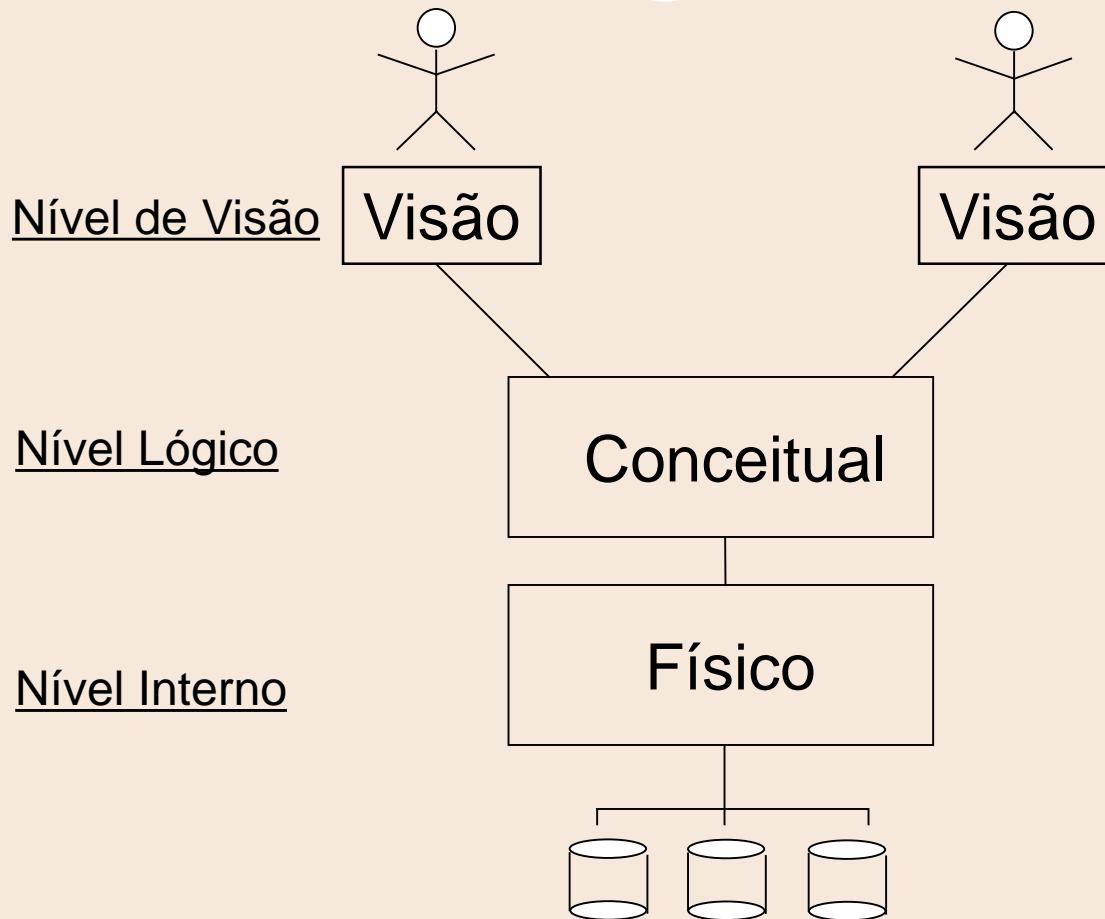 Nível de Visão
Visão
Visão
Nível Lógico
Conceitual
Nível Interno
Físico